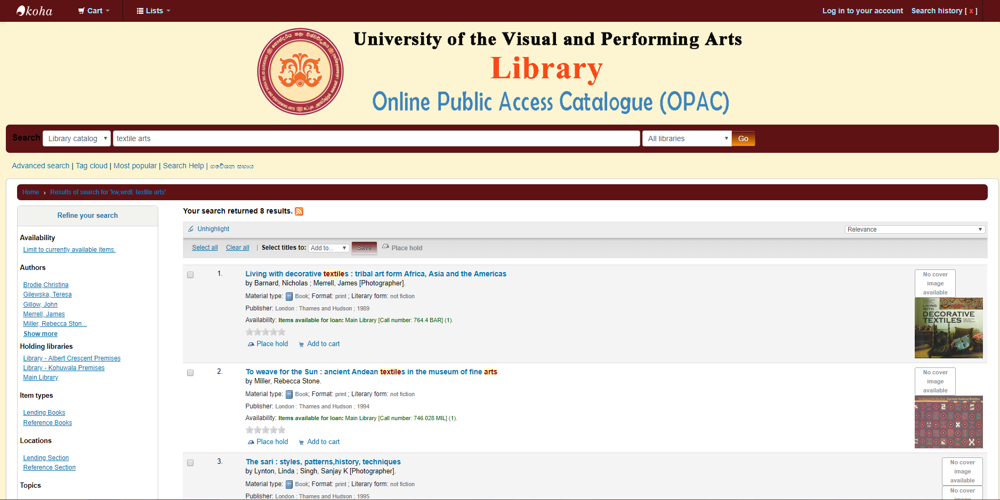 koha Cart Lists Log in to your account Search history [ x ]
University of the Visual and Performing Arts
Library
Online Public Access Catalogue (OPAC)
UNIVERSITY OF THE VISUAL AND PERFORMING ARTS
Search Library catalog textile arts All libraries Go
Advanced search | Tag cloud | Most popular | Search Help | ගවේශන සහාය
Home › Results of search for 'kw,wrdl: textile arts'
Refine your search
Availability
Limit to currently available items.
Authors
Brodie,Christina
Gilewska, Teresa
Gillow, John
Merrell, James
Miller, Rebecca Ston...
Show more
Holding libraries
Library - Albert Crescent Premises
Library - Kohuwala Premises
Main Library
Item types
Lending Books
Reference Books
Locations
Lending Section
Reference Section
Topics
Your search returned 8 results.
Unhighlight Relevance
Select all Clear all | Select titles to: Add to... Save Place hold
1. Living with decorative textiles : tribal art form Africa, Asia and the Americas
by Barnard, Nicholas ; Merrell, James [Photographer].
Material type: Book; Format: print ; Literary form: not fiction
Publisher: London : Thames and Hudson ; 1989
Availability: Items available for loan: Main Library [Call number: 764.4 BAR] (1).
Place hold Add to cart
No cover
image
available
LIVING
WITH
DECORATIVE
TEXTILES
2. To weave for the Sun : ancient Andean textiles in the museum of fine arts
by Miller, Rebecca Stone.
Material type: Book; Format: print ; Literary form: not fiction
Publisher: London : Thames and Hudson ; 1994
Availability: Items available for loan: Main Library [Call number: 746.028 MIL] (1).
Place hold Add to cart
No cover
image
available
To Weave for the Sun Ancient Andean Textiles
3. The sari : styles, patterns,history, techniques
by Lynton, Linda ; Singh, Sanjay K [Photographer].
Material type: Book; Format: print ; Literary form: not fiction
Publisher: London : Thames and Hudson ; 1995
No cover
image
available
No cover
image